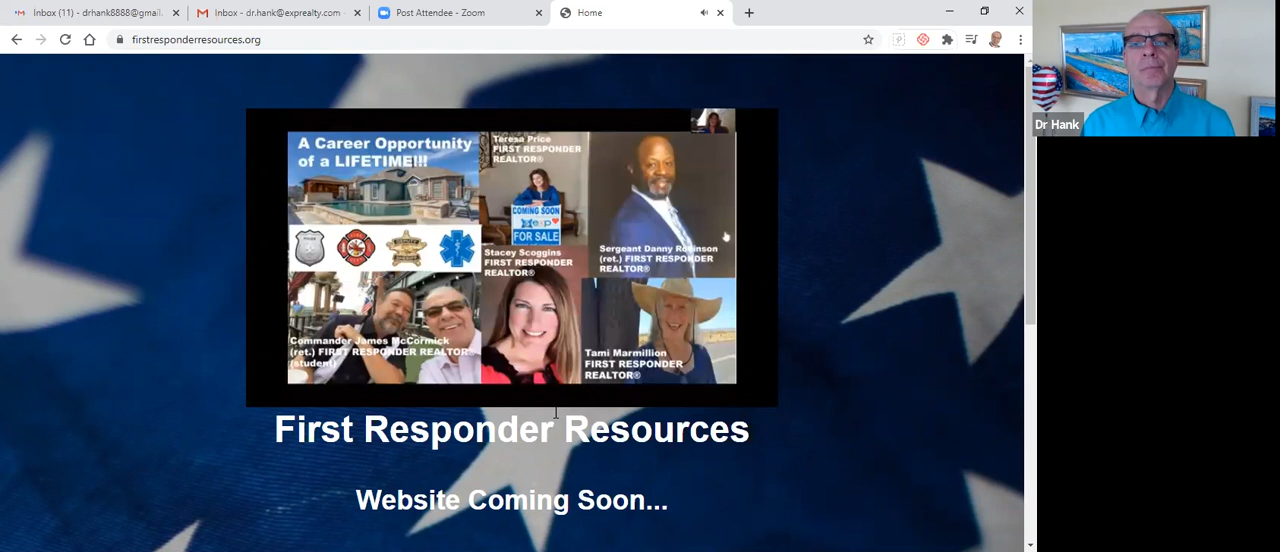 Inbox (11) - drhank8888@gmail.
Inbox - dr.hank@exprealty.com -
Post Attendee - Zoom
Home
firstresponderresources.org
Dr Hank
A Career Opportunity
of a LIFETIME!!!
Teresa Price
FIRST RESPONDER
REALTOR®
COMING SOON
exp
FOR SALE
Sergeant Danny Robinson
(ret.) FIRST RESPONDER
REALTOR®
Stacey Scoggins
FIRST RESPONDER
REALTOR®
Commander James McCormick
(ret.) FIRST RESPONDER REALTOR®
(student)
Tami Marmillion
FIRST RESPONDER
REALTOR®
First Responder Resources
Website Coming Soon...